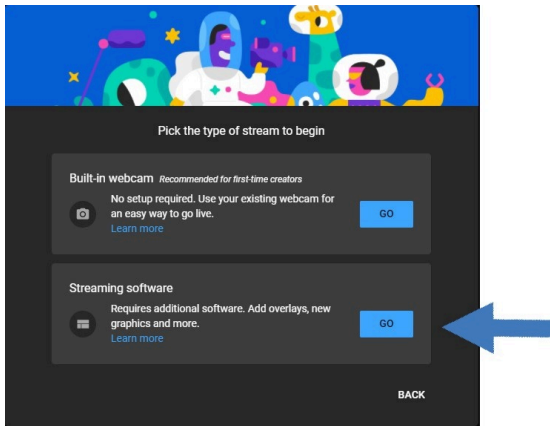 Pick the type of stream to begin
Built-in webcam Recommended for first-time creators
No setup required. Use your existing webcam for
an easy way to go live.
Learn more
GO
Streaming software
Requires additional software. Add overlays, new
graphics and more.
Learn more
GO
BACK